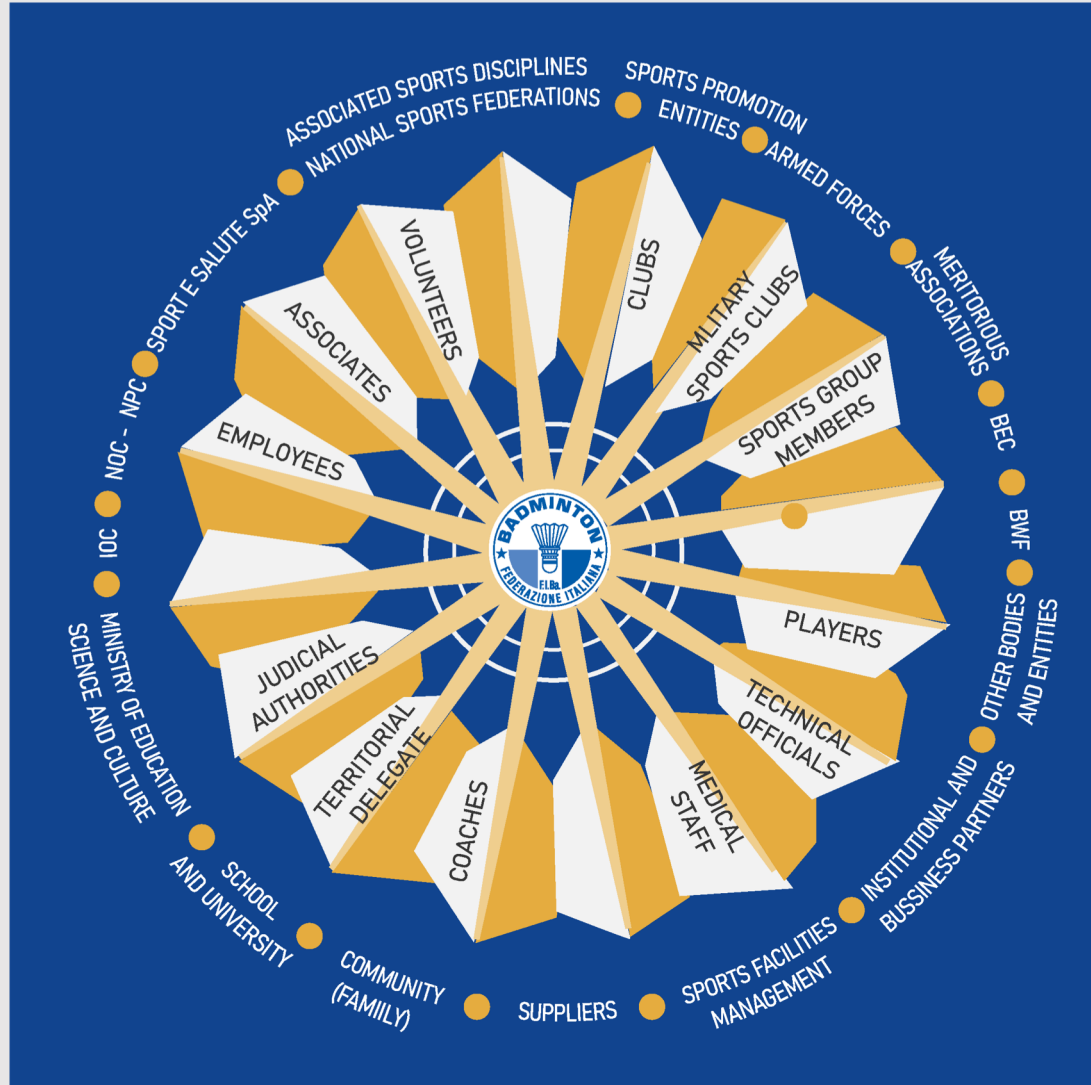 ASSOCIATED SPORTS DISCIPLINES
NATIONAL SPORTS FEDERATIONS
SPORTS PROMOTION
ENTITIES
ARMED FORCES
MERITORIOUS
ASSOCIATIONS
BEC
BWF
OTHER BODIES
AND ENTITIES
INSTITUTIONAL AND
BUSSINESS PARTNERS
SPORTS FACILITIES
MANAGEMENT
SUPPLIERS
COMMUNITY
(FAMIILY)
SCHOOL
AND UNIVERSITY
MINISTRY OF EDUCATION
SCIENCE AND CULTURE
IOC
NOC - NPC
SPORT E SALUTE SpA
CLUBS
MLITARY
SPORTS CLUBS
SPORTS GROUP
MEMBERS
PLAYERS
TECHNICAL
OFFICIALS
MEDICAL
STAFF
COACHES
TERRITORIAL
DELEGATE
JUDICIAL
AUTHORITIES
EMPLOYEES
ASSOCIATES
VOLUNTEERS
BADMINTON
F.I.Ba.
FEDERAZIONE ITALIANA